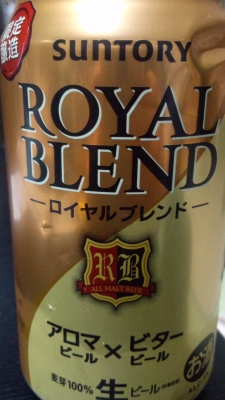 限定
醸造
SUNTORY
ROYAL
BLEND
ロイヤルブレンド
RB
ALL MALT BEER
アロマ
ビール
×
ビター
ビール
麦芽100% 生ビール
お酒